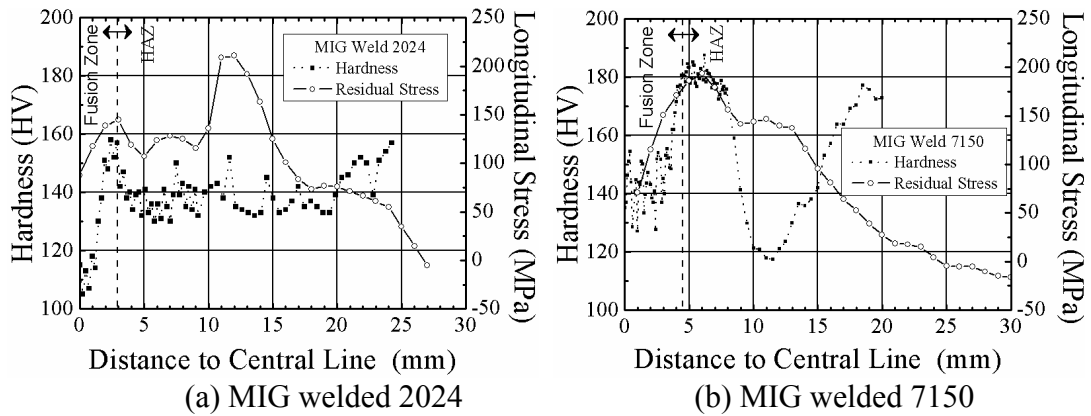 200
180
160
140
120
100
Hardness (HV)
Fusion Zone
HAZ
MIG Weld 2024
Hardness
Residual Stress
250
200
150
100
50
0
-50
Longitudinal Stress (MPa)
0 5 10 15 20 25 30
Distance to Central Line (mm)
(a) MIG welded 2024
200
180
160
140
120
100
Hardness (HV)
Fusion Zone
HAZ
MIG Weld 7150
Hardness
Residual Stress
250
200
150
100
50
0
-50
Longitudinal Stress (MPa)
0 5 10 15 20 25 30
Distance to Central Line (mm)
(b) MIG welded 7150